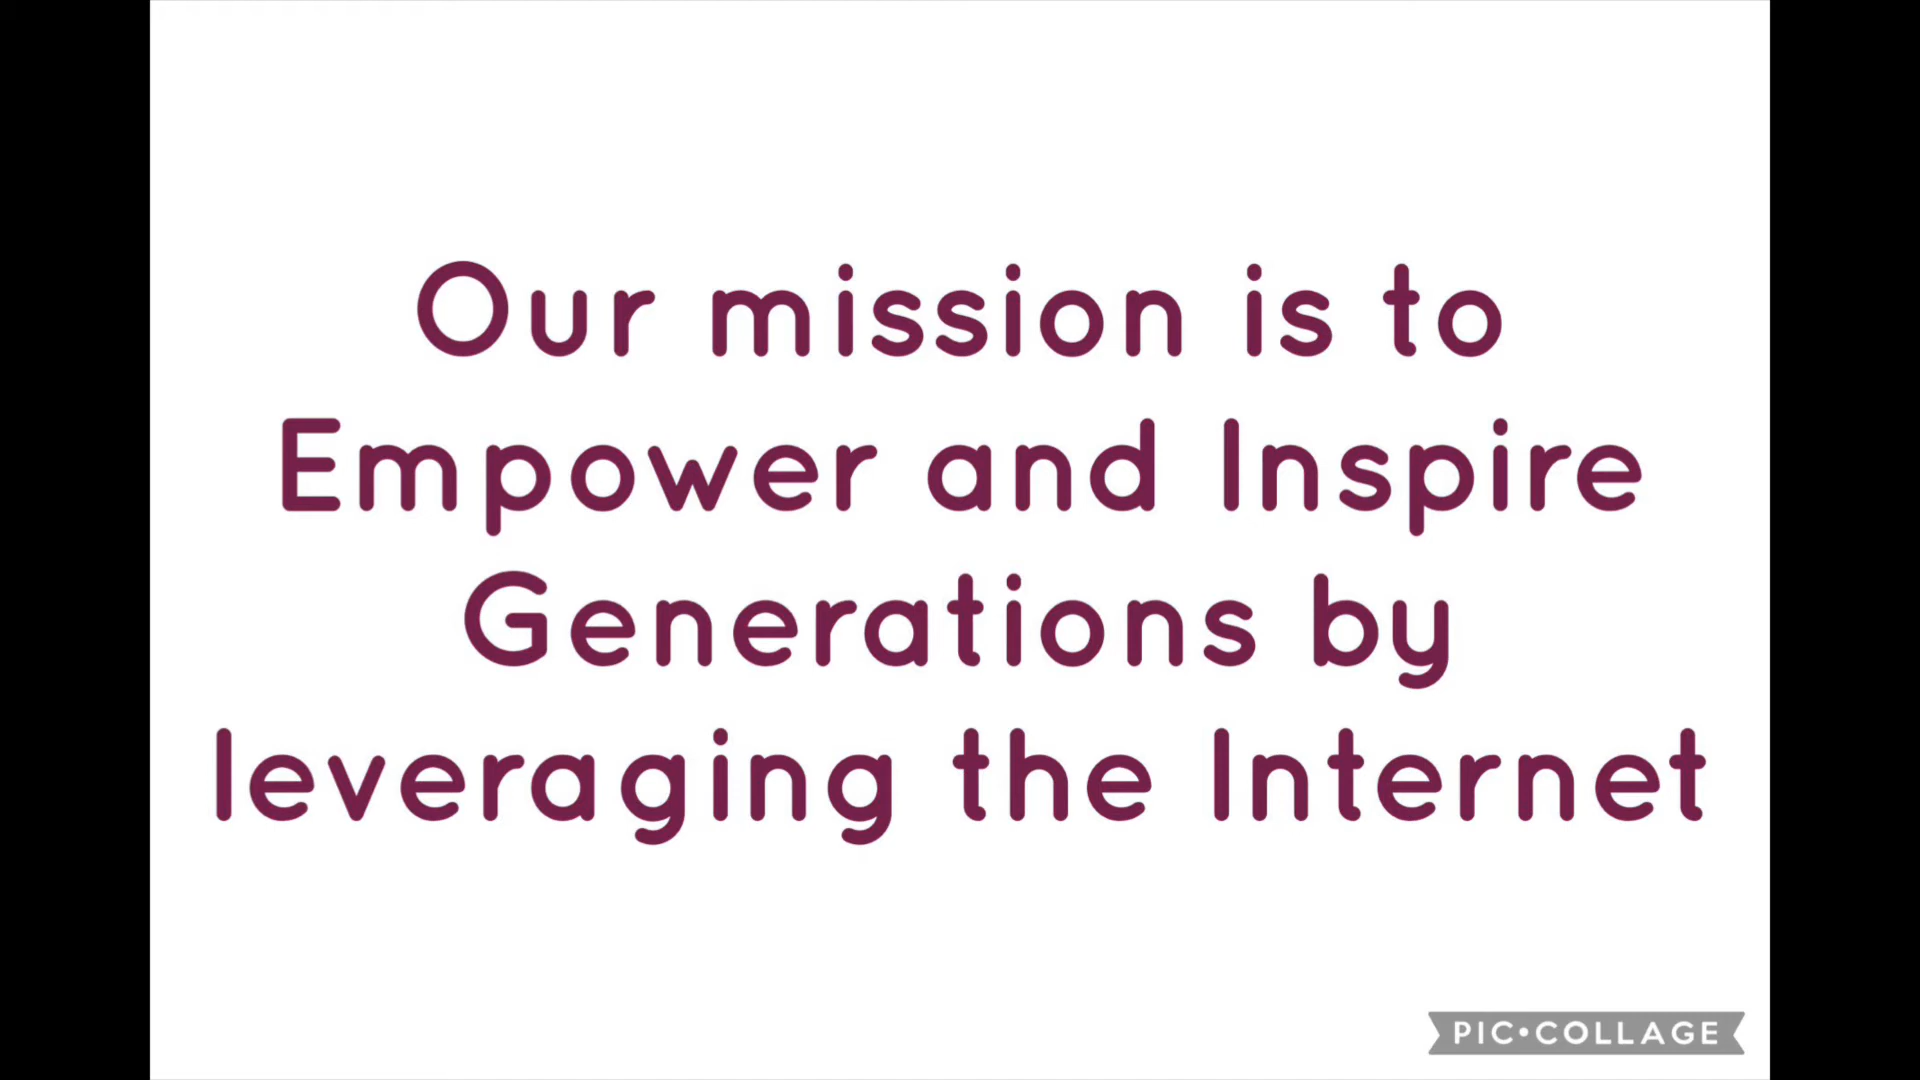 Our mission is to
Empower and Inspire
Generations by
leveraging the Internet
PIC•COLLAGE